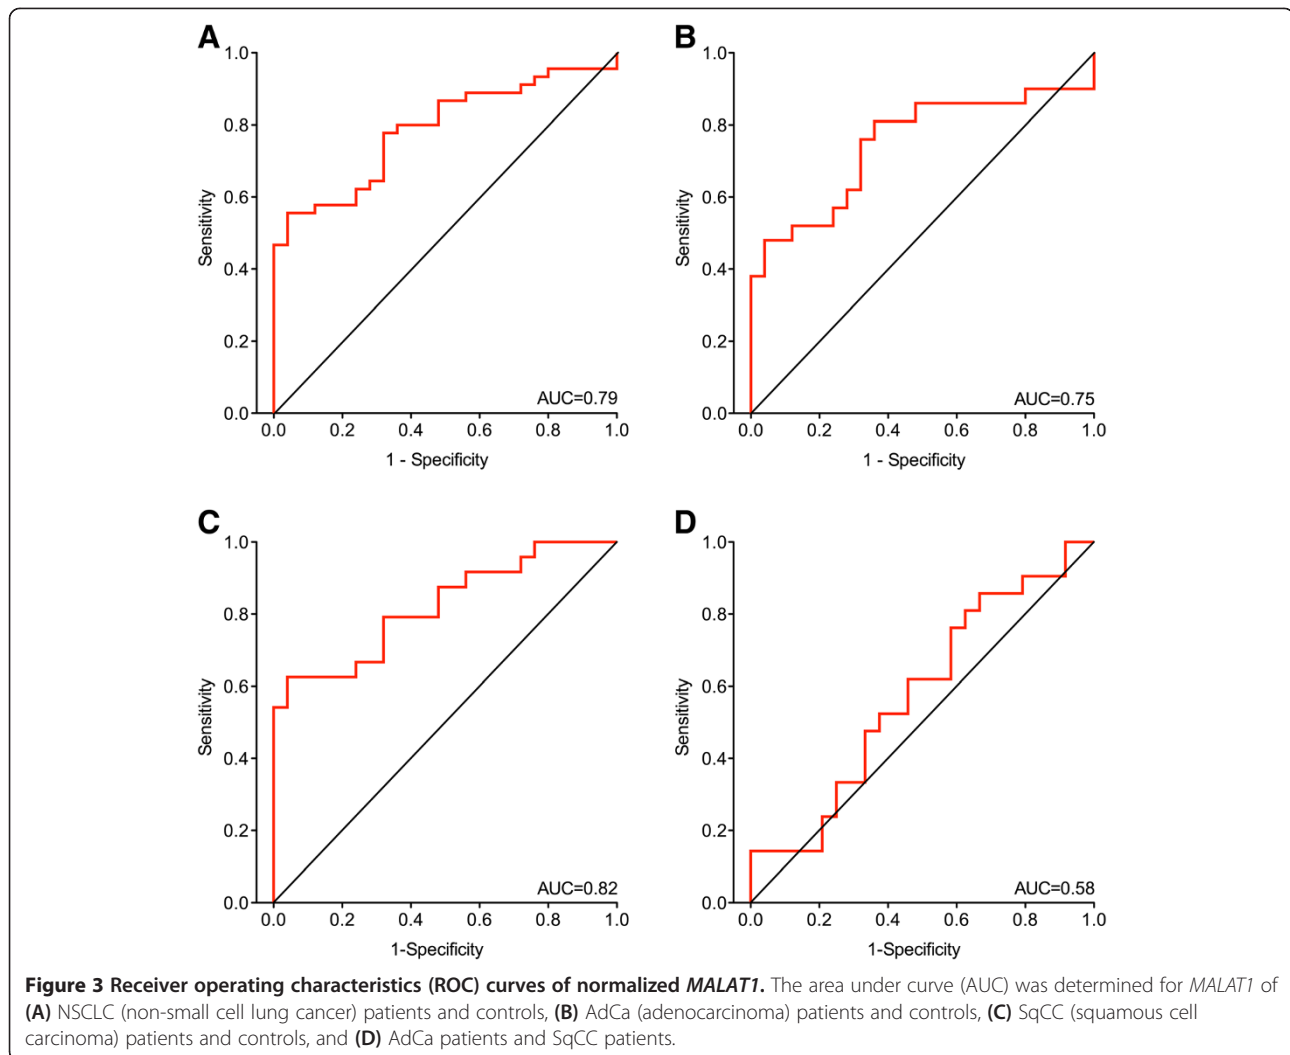 A
1.0
0.8
0.6
0.4
0.2
0.0
Sensitivity
AUC=0.79
0.0 0.2 0.4 0.6 0.8 1.0
1 - Specificity
B
1.0
0.8
0.6
0.4
0.2
0.0
Sensitivity
AUC=0.75
0.0 0.2 0.4 0.6 0.8 1.0
1 - Specificity
C
1.0
0.8
0.6
0.4
0.2
0.0
Sensitivity
AUC=0.82
0.0 0.2 0.4 0.6 0.8 1.0
1-Specificity
D
1.0
0.8
0.6
0.4
0.2
0.0
Sensitivity
AUC=0.58
0.0 0.2 0.4 0.6 0.8 1.0
1-Specificity
Figure 3 Receiver operating characteristics (ROC) curves of normalized MALAT1. The area under curve (AUC) was determined for MALAT1 of
(A) NSCLC (non-small cell lung cancer) patients and controls, (B) AdCa (adenocarcinoma) patients and controls, (C) SqCC (squamous cell
carcinoma) patients and controls, and (D) AdCa patients and SqCC patients.